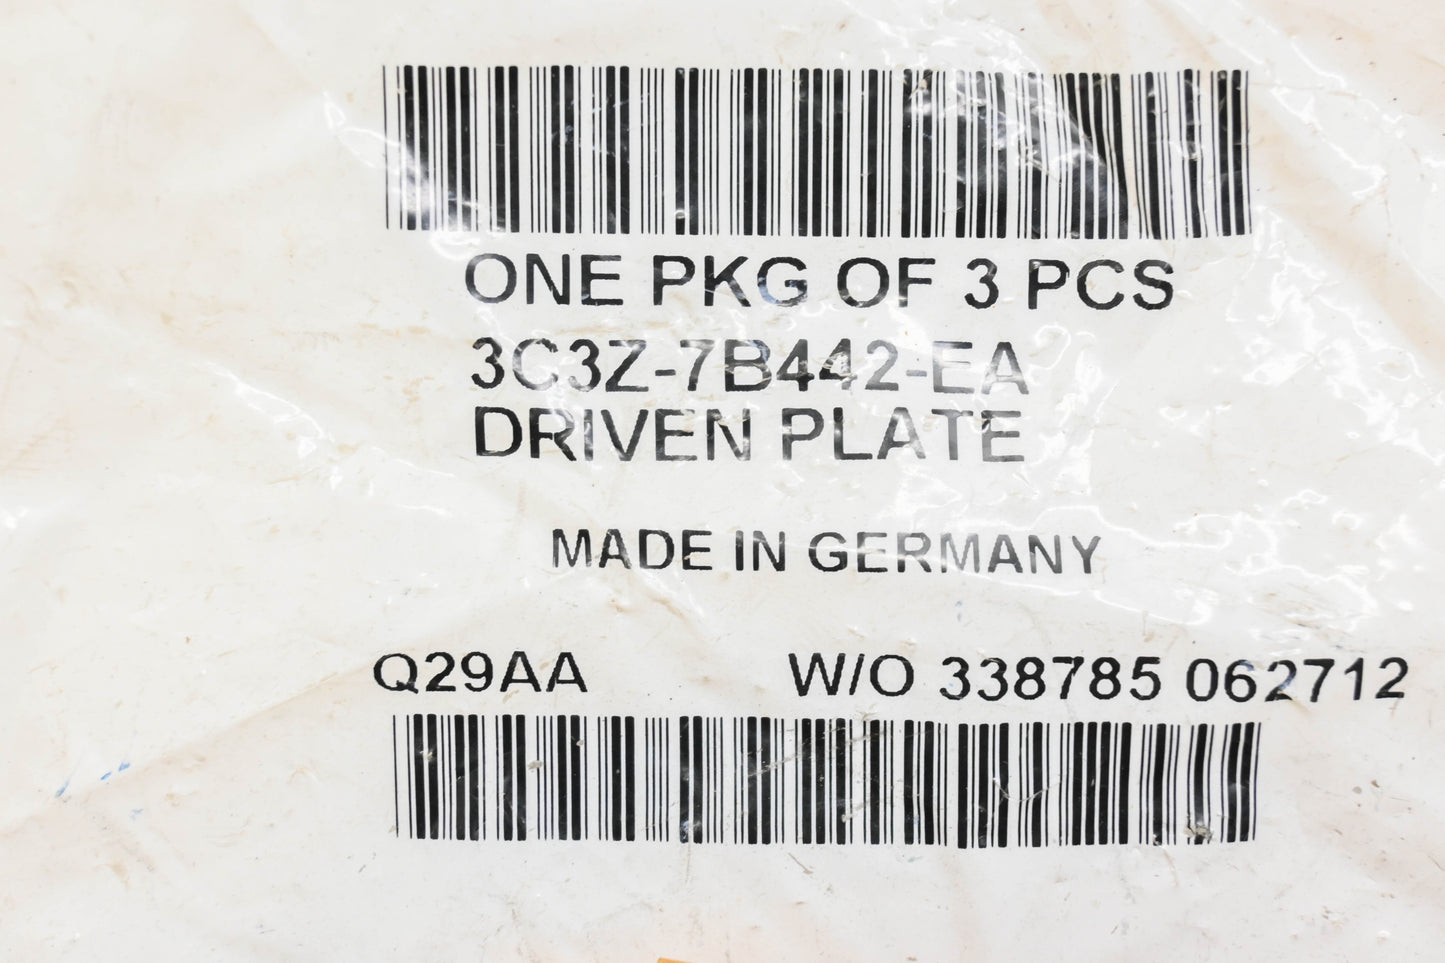 ONE PKG OF 3 PCS
3C3Z-7B442-EA
DRIVEN PLATE
MADE IN GERMANY
Q29AA W/O 338785 062712